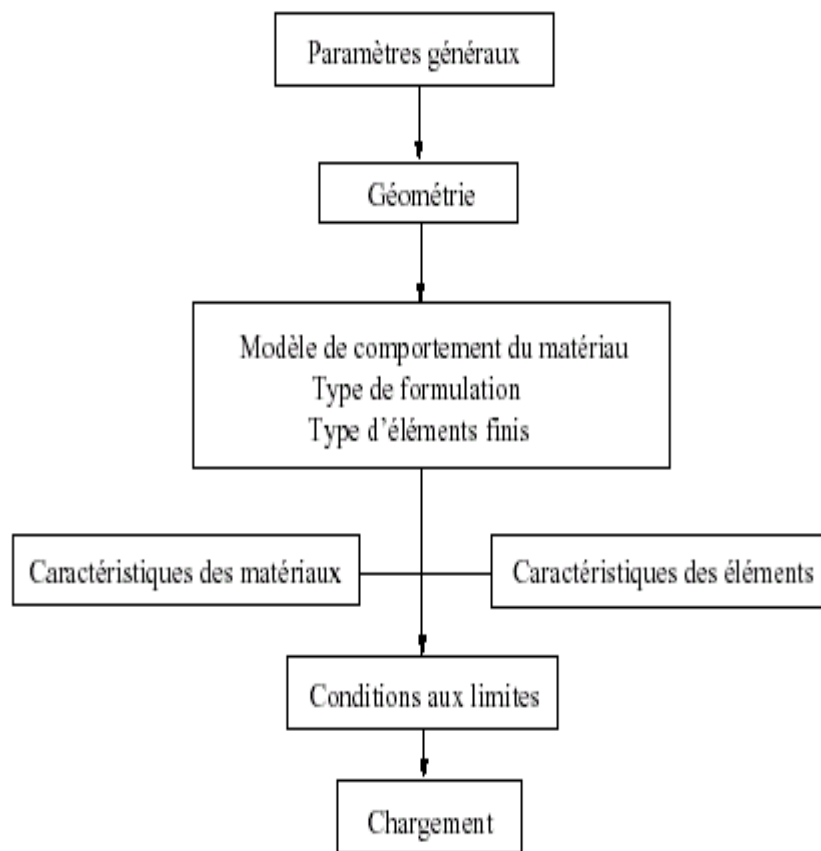 Paramètres généraux
Géométrie
Modèle de comportement du matériau
Type de formulation
Type d'éléments finis
Caractéristiques des matériaux
Caractéristiques des éléments
Conditions aux limites
Chargement